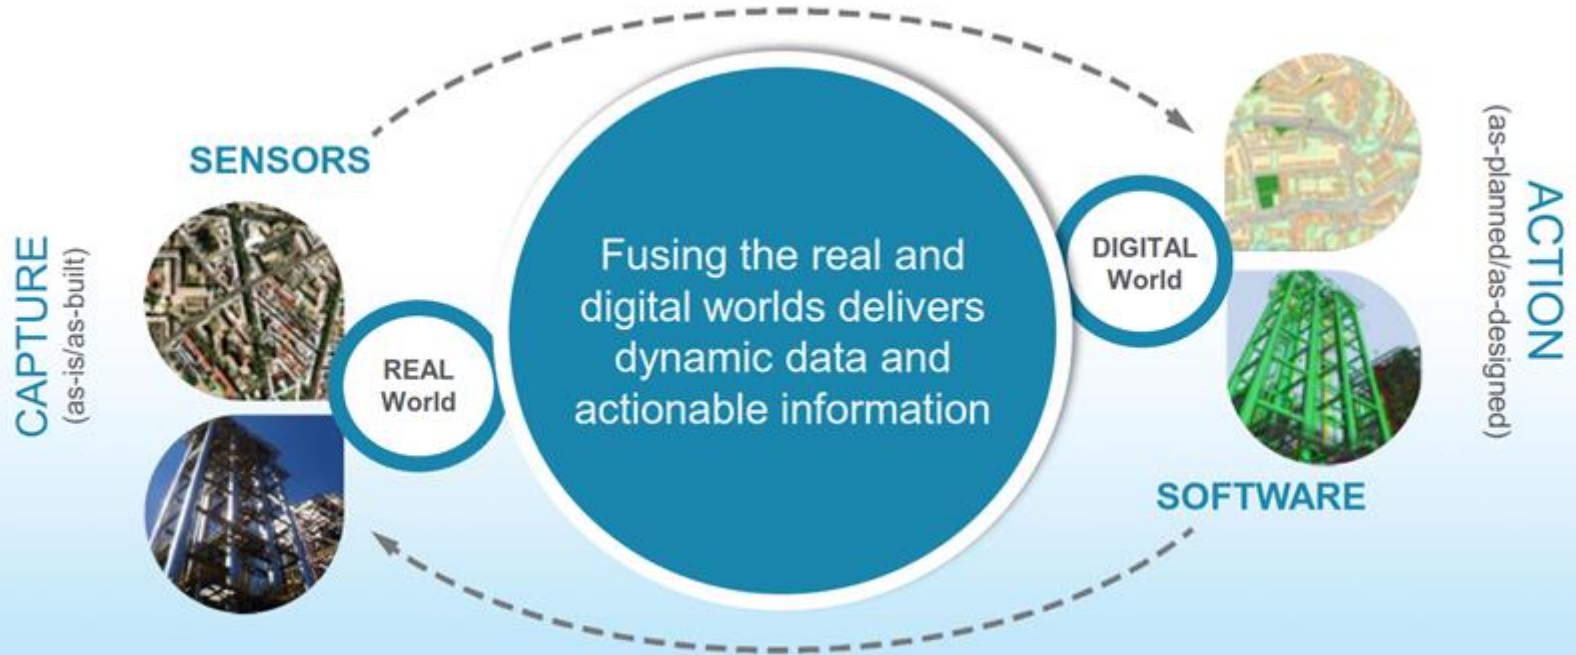 SENSORS
CAPTURE
(as-is/as-built)
REAL
World
Fusing the real and
digital worlds delivers
dynamic data and
actionable information
DIGITAL
World
SOFTWARE
ACTION
(as-planned/as-designed)